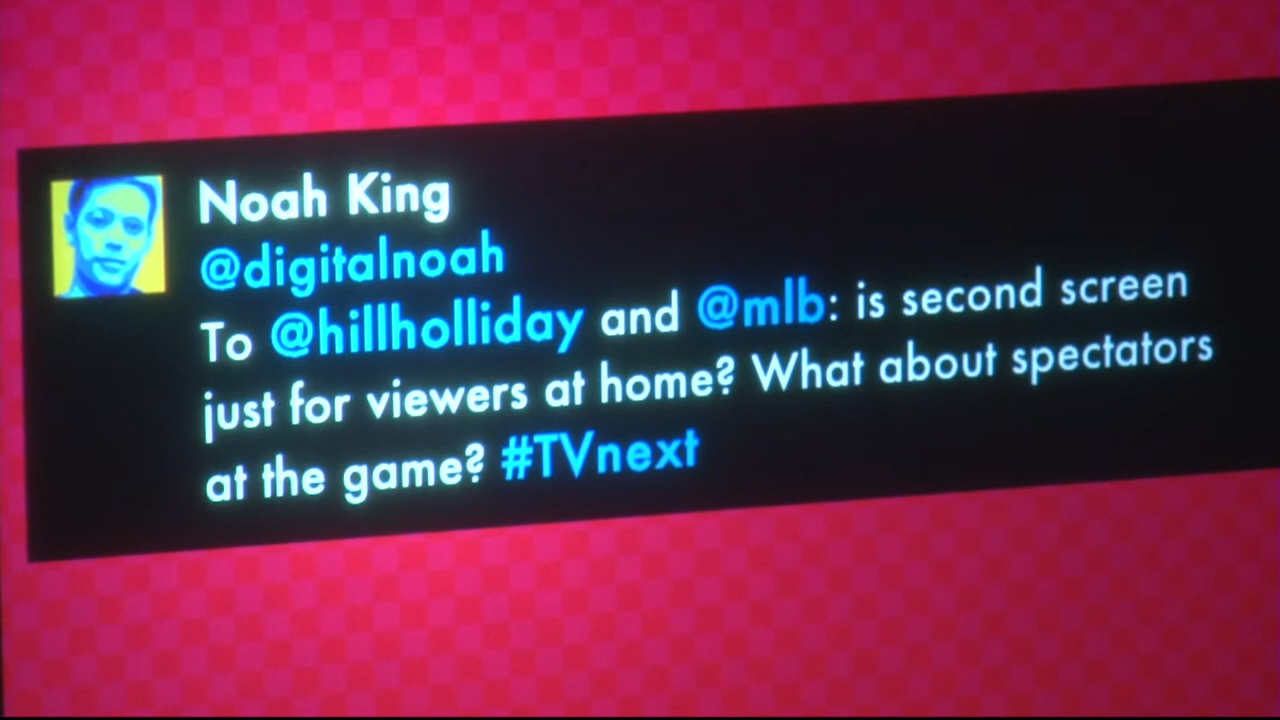 Noah King
@digitalnoah
To @hillholliday and @mlb: is second screen
just for viewers at home? What about spectators
at the game? #TVnext